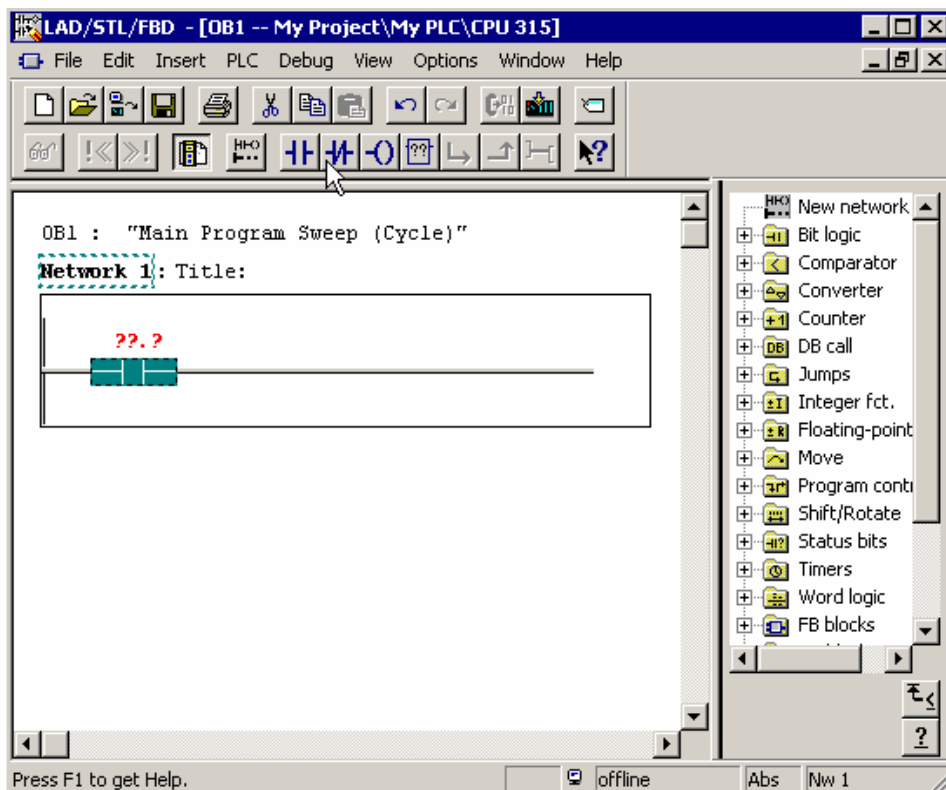 LAD/STL/FBD - [OB1 -- My Project\My PLC\CPU 315]
File Edit Insert PLC Debug View Options Window Help
OB1 : "Main Program Sweep (Cycle)"
Network 1: Title:
??.?
New network
Bit logic
Comparator
Converter
Counter
DB call
Jumps
Integer fct.
Floating-point
Move
Program contr
Shift/Rotate
Status bits
Timers
Word logic
FB blocks
Press F1 to get Help.
offline
Abs
Nw 1